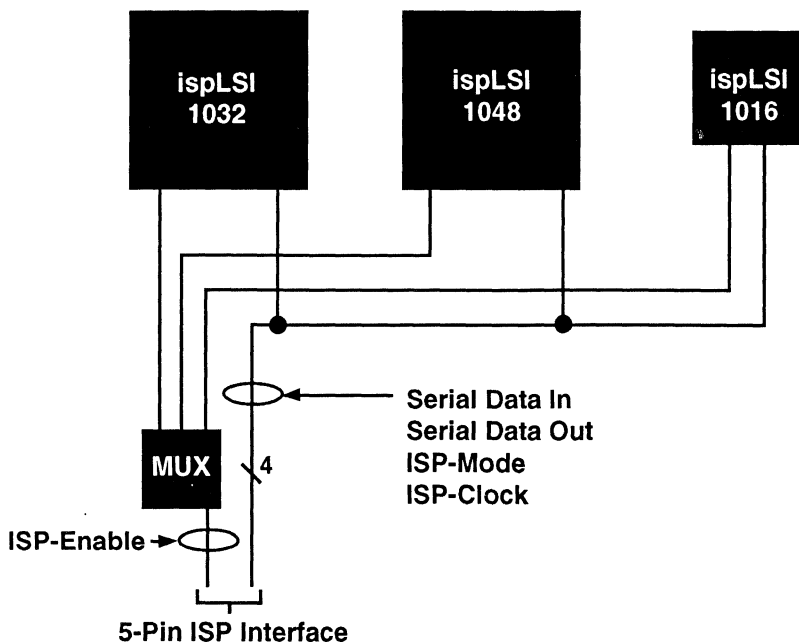 ispLSI
1032
ispLSI
1048
ispLSI
1016
Serial Data In
Serial Data Out
ISP-Mode
ISP-Clock
MUX
4
ISP-Enable
5-Pin ISP Interface